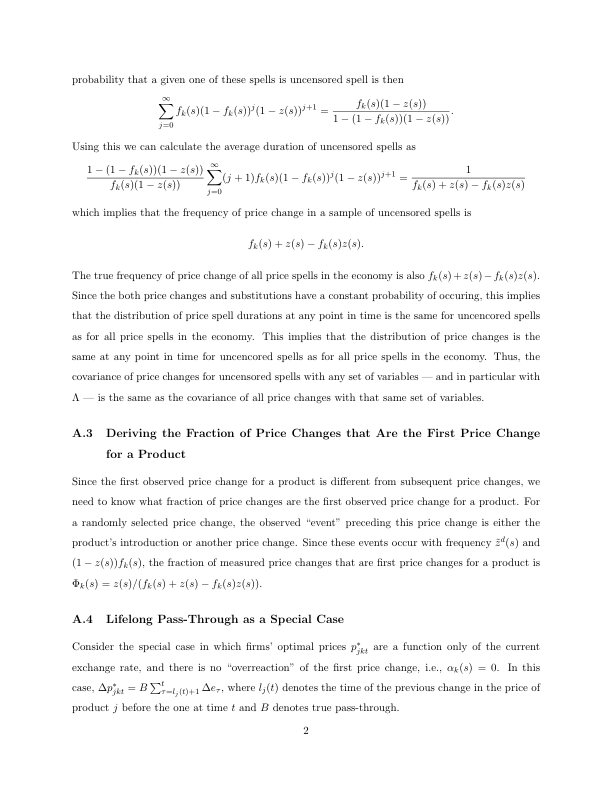 probability that a given one of these spells is uncensored spell is then
∑_{j=0}^{∞} f_k(s)(1 − f_k(s))^j(1 − z(s))^{j+1} = f_k(s)(1 − z(s)) / (1 − (1 − f_k(s))(1 − z(s))).
Using this we can calculate the average duration of uncensored spells as
(1 − (1 − f_k(s))(1 − z(s))) / (f_k(s)(1 − z(s))) ∑_{j=0}^{∞} (j + 1)f_k(s)(1 − f_k(s))^j(1 − z(s))^{j+1} = 1 / (f_k(s) + z(s) − f_k(s)z(s))
which implies that the frequency of price change in a sample of uncensored spells is
f_k(s) + z(s) − f_k(s)z(s).
The true frequency of price change of all price spells in the economy is also f_k(s) + z(s) − f_k(s)z(s).
Since the both price changes and substitutions have a constant probability of occuring, this implies
that the distribution of price spell durations at any point in time is the same for uncencored spells
as for all price spells in the economy. This implies that the distribution of price changes is the
same at any point in time for uncencored spells as for all price spells in the economy. Thus, the
covariance of price changes for uncensored spells with any set of variables — and in particular with
Λ — is the same as the covariance of all price changes with that same set of variables.
A.3 Deriving the Fraction of Price Changes that Are the First Price Change
for a Product
Since the first observed price change for a product is different from subsequent price changes, we
need to know what fraction of price changes are the first observed price change for a product. For
a randomly selected price change, the observed “event” preceding this price change is either the
product’s introduction or another price change. Since these events occur with frequency z̃^d(s) and
(1 − z(s))f_k(s), the fraction of measured price changes that are first price changes for a product is
Φ_k(s) = z(s)/(f_k(s) + z(s) − f_k(s)z(s)).
A.4 Lifelong Pass-Through as a Special Case
Consider the special case in which firms’ optimal prices p*_{jkt} are a function only of the current
exchange rate, and there is no “overreaction” of the first price change, i.e., α_k(s) = 0. In this
case, Δp*_{jkt} = B ∑_{τ=l_j(t)+1}^{t} Δe_τ, where l_j(t) denotes the time of the previous change in the price of
product j before the one at time t and B denotes true pass-through.
2